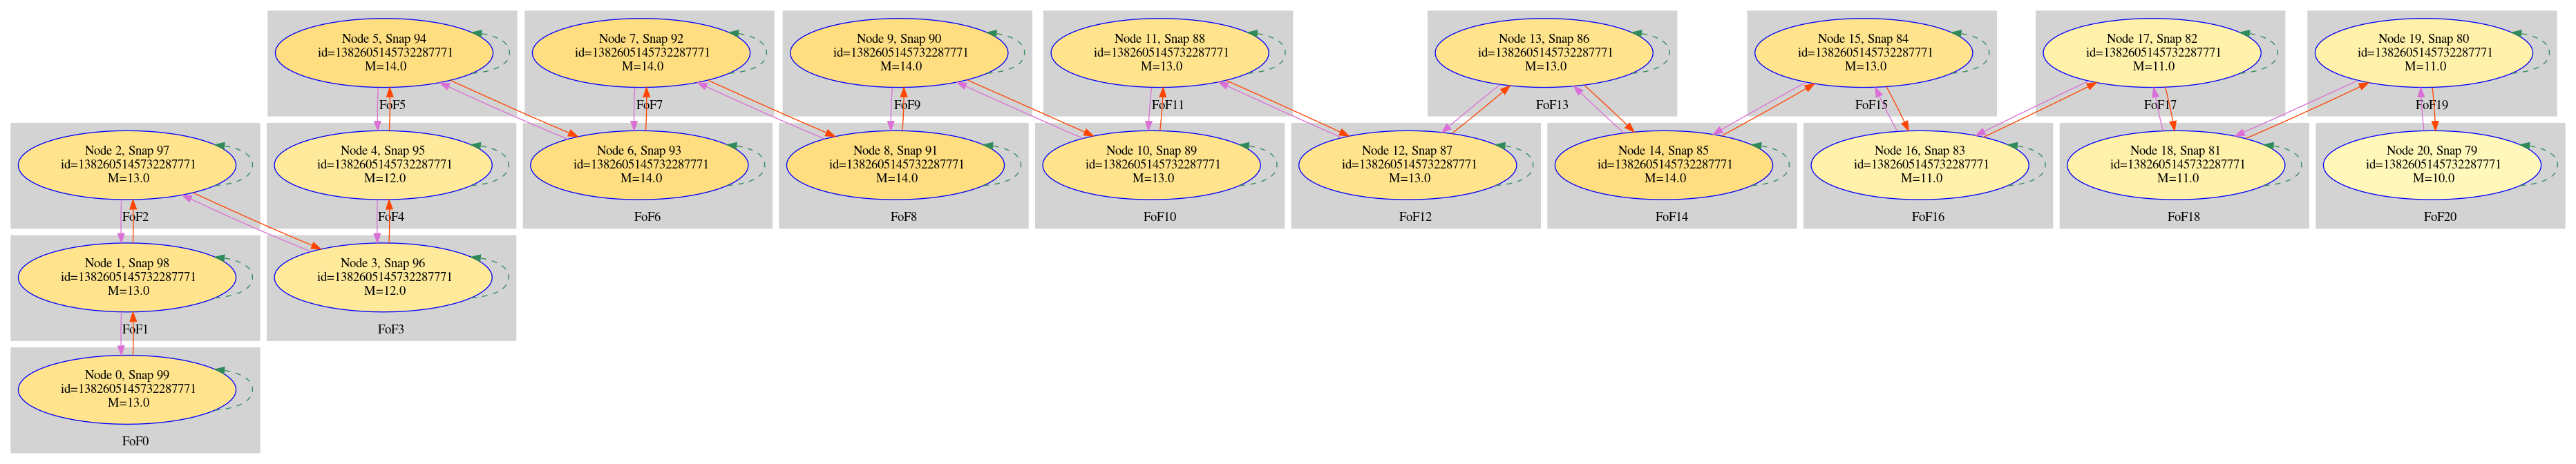 Node 5, Snap 94
id=1382605145732287771
M=14.0
FoF5
Node 7, Snap 92
id=1382605145732287771
M=14.0
FoF7
Node 9, Snap 90
id=1382605145732287771
M=14.0
FoF9
Node 11, Snap 88
id=1382605145732287771
M=13.0
FoF11
Node 13, Snap 86
id=1382605145732287771
M=13.0
FoF13
Node 15, Snap 84
id=1382605145732287771
M=13.0
FoF15
Node 17, Snap 82
id=1382605145732287771
M=11.0
FoF17
Node 19, Snap 80
id=1382605145732287771
M=11.0
FoF19
Node 2, Snap 97
id=1382605145732287771
M=13.0
FoF2
Node 4, Snap 95
id=1382605145732287771
M=12.0
FoF4
Node 6, Snap 93
id=1382605145732287771
M=14.0
FoF6
Node 8, Snap 91
id=1382605145732287771
M=14.0
FoF8
Node 10, Snap 89
id=1382605145732287771
M=13.0
FoF10
Node 12, Snap 87
id=1382605145732287771
M=13.0
FoF12
Node 14, Snap 85
id=1382605145732287771
M=14.0
FoF14
Node 16, Snap 83
id=1382605145732287771
M=11.0
FoF16
Node 18, Snap 81
id=1382605145732287771
M=11.0
FoF18
Node 20, Snap 79
id=1382605145732287771
M=10.0
FoF20
Node 1, Snap 98
id=1382605145732287771
M=13.0
FoF1
Node 3, Snap 96
id=1382605145732287771
M=12.0
FoF3
Node 0, Snap 99
id=1382605145732287771
M=13.0
FoF0